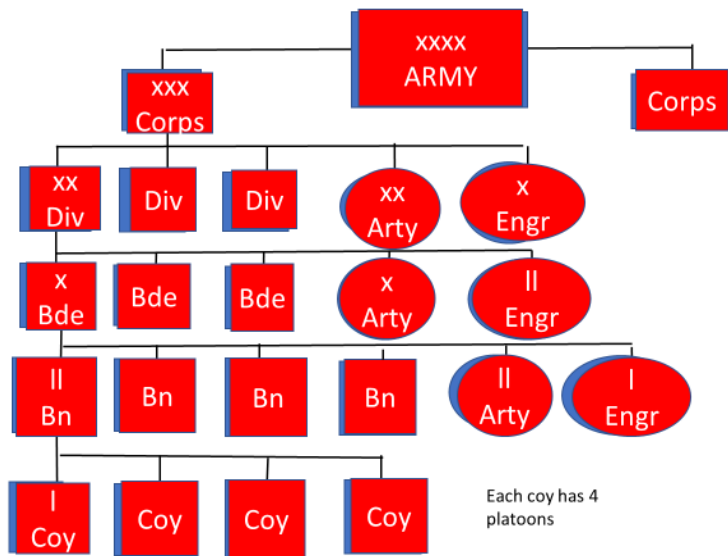 xxxx
ARMY
xxx
Corps
Corps
xx
Div
Div
Div
xx
Arty
x
Engr
x
Bde
Bde
Bde
x
Arty
ll
Engr
ll
Bn
Bn
Bn
Bn
ll
Arty
l
Engr
l
Coy
Coy
Coy
Coy
Each coy has 4
platoons